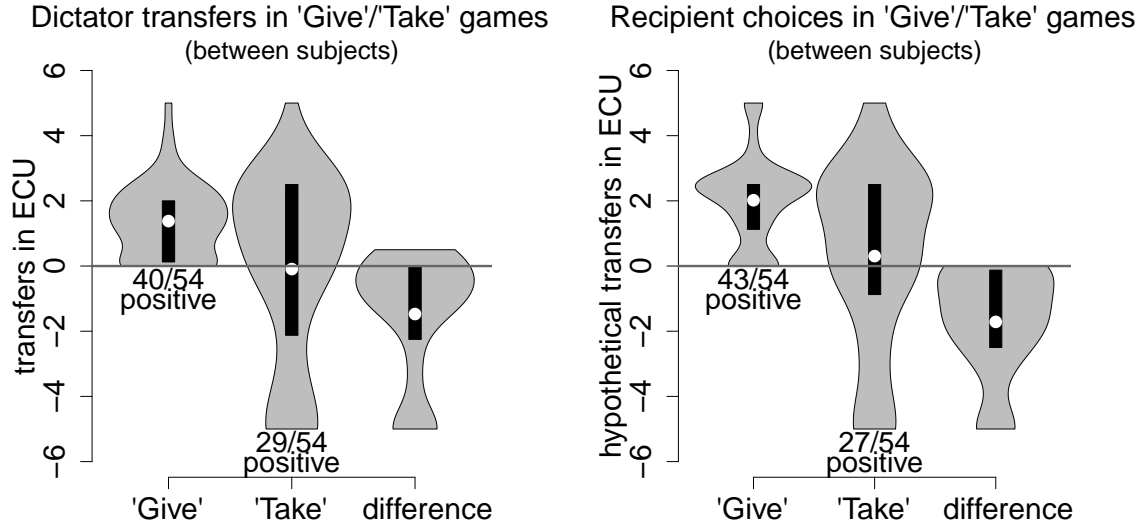 Dictator transfers in 'Give'/'Take' games
(between subjects)
transfers in ECU
6
4
2
0
−2
−4
−6
40/54
positive
29/54
positive
'Give'
'Take'
difference
Recipient choices in 'Give'/'Take' games
(between subjects)
hypothetical transfers in ECU
6
4
2
0
−2
−4
−6
43/54
positive
27/54
positive
'Give'
'Take'
difference